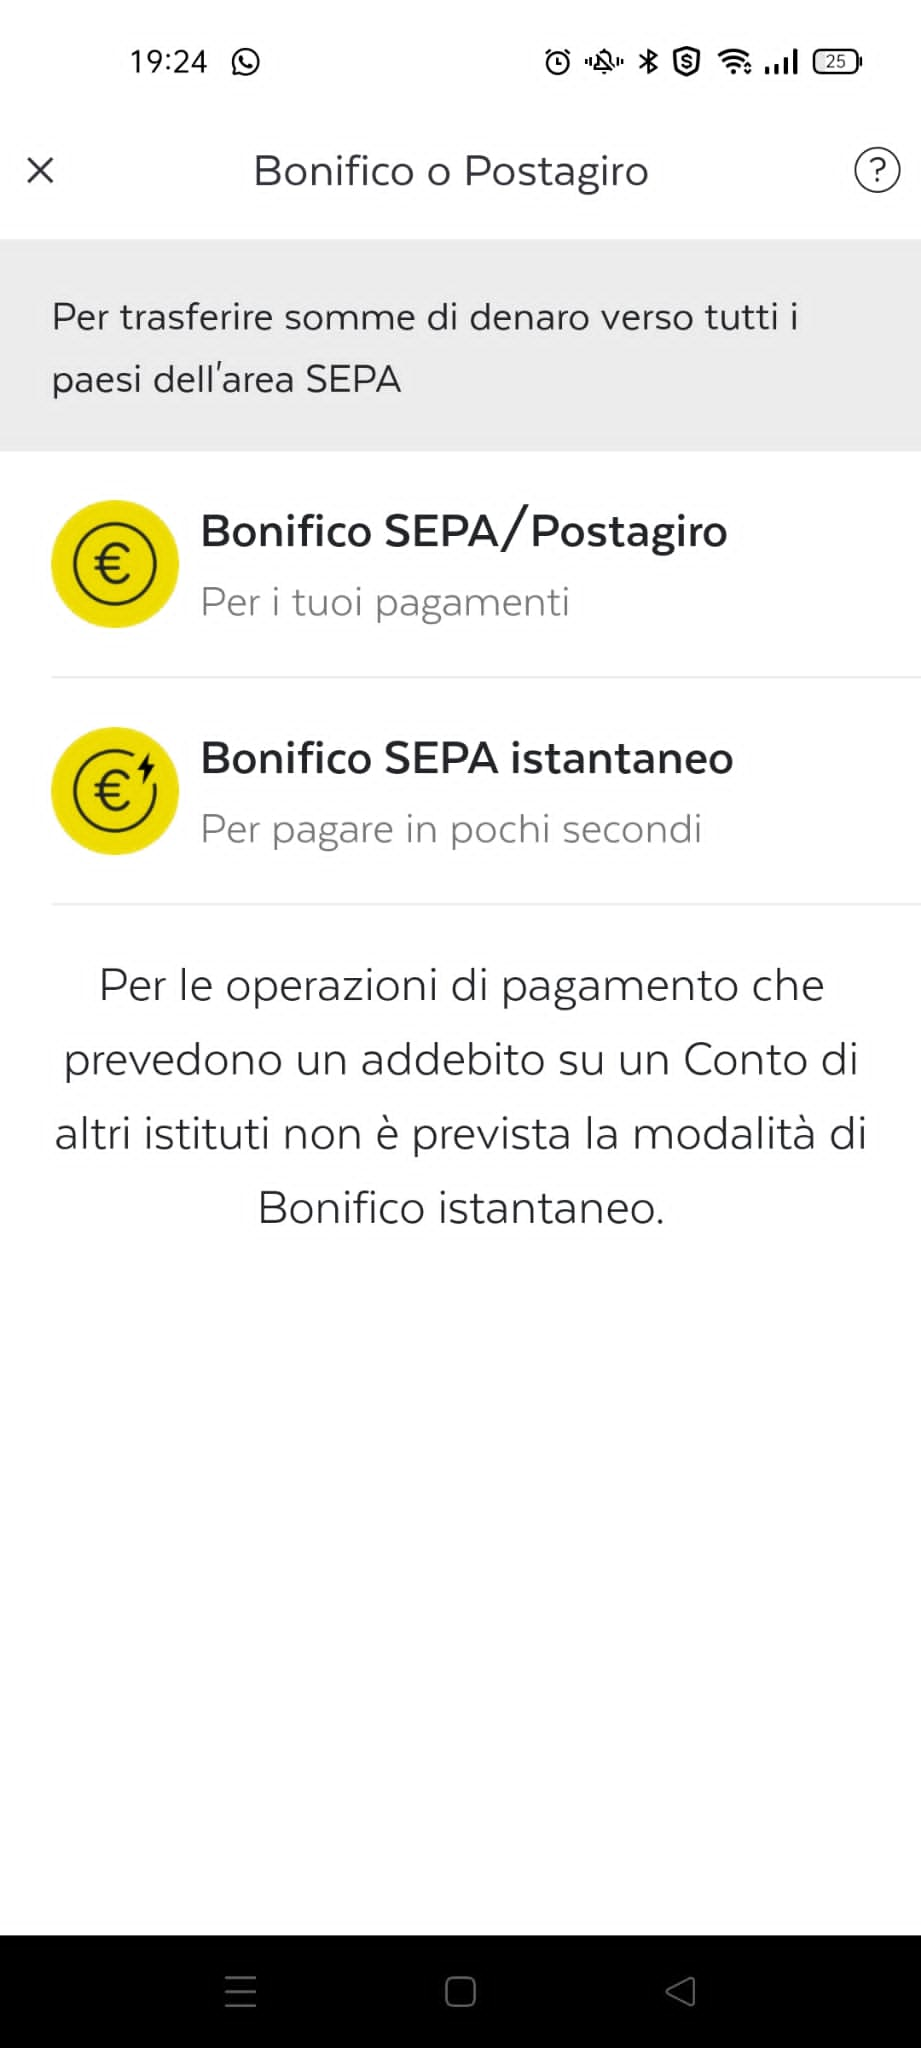 19:24
25
Bonifico o Postagiro
?
Per trasferire somme di denaro verso tutti i
paesi dell'area SEPA
€
Bonifico SEPA/Postagiro
Per i tuoi pagamenti
€
Bonifico SEPA istantaneo
Per pagare in pochi secondi
Per le operazioni di pagamento che
prevedono un addebito su un Conto di
altri istituti non è prevista la modalità di
Bonifico istantaneo.